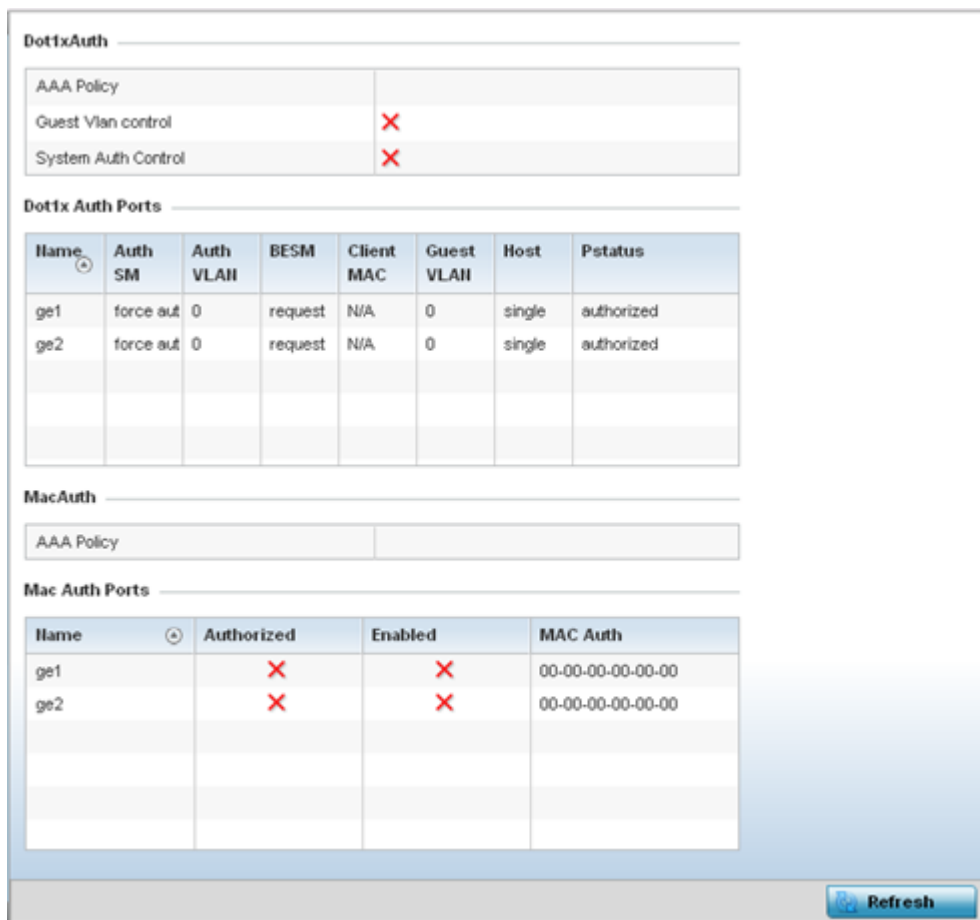 Dot1xAuth
AAA Policy
Guest Vlan control
System Auth Control
Dot1x Auth Ports
Name Auth SM Auth VLAN BESM Client MAC Guest VLAN Host Pstatus
ge1 force aut 0 request N/A 0 single authorized
ge2 force aut 0 request N/A 0 single authorized
MacAuth
AAA Policy
Mac Auth Ports
Name Authorized Enabled MAC Auth
ge1 00-00-00-00-00-00
ge2 00-00-00-00-00-00
Refresh